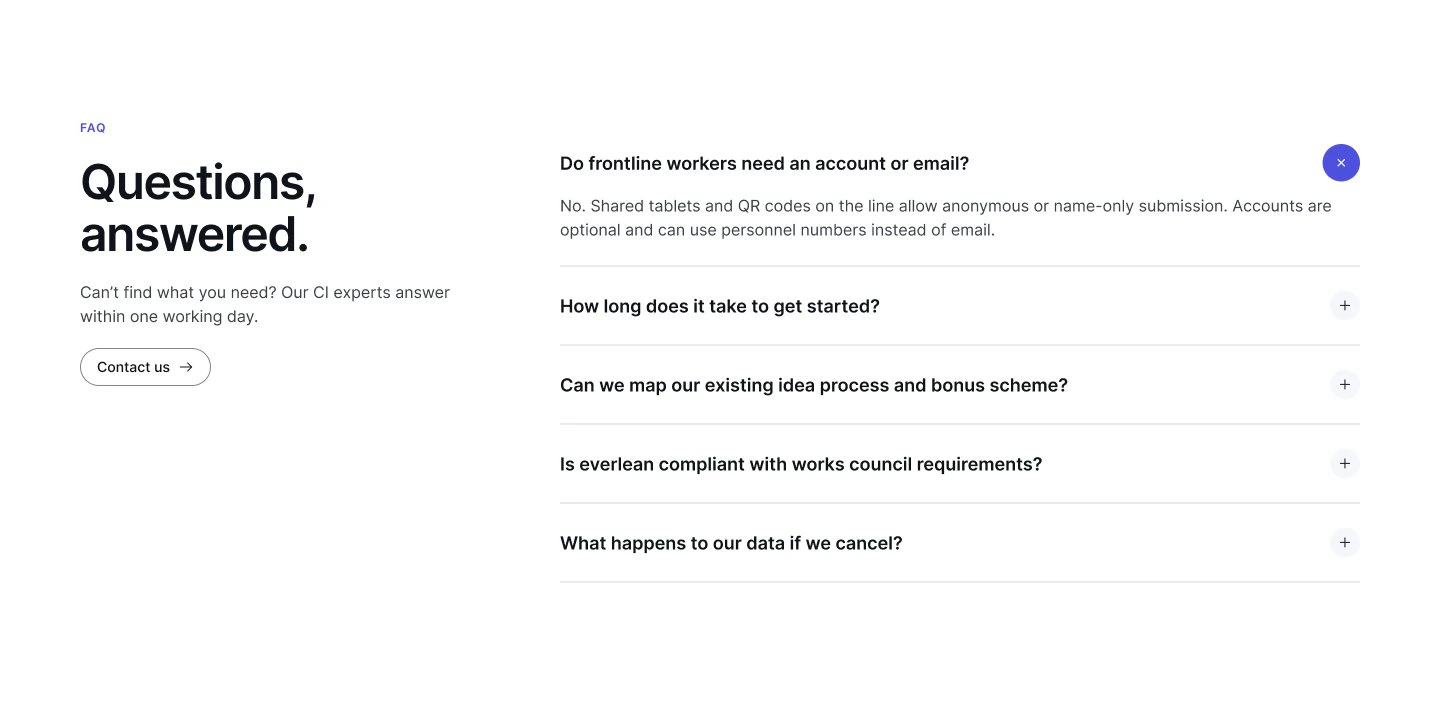 FAQ
Questions,
answered.
Can’t find what you need? Our CI experts answer
within one working day.
Contact us →
Do frontline workers need an account or email?
No. Shared tablets and QR codes on the line allow anonymous or name-only submission. Accounts are
optional and can use personnel numbers instead of email.
How long does it take to get started?
Can we map our existing idea process and bonus scheme?
Is everlean compliant with works council requirements?
What happens to our data if we cancel?